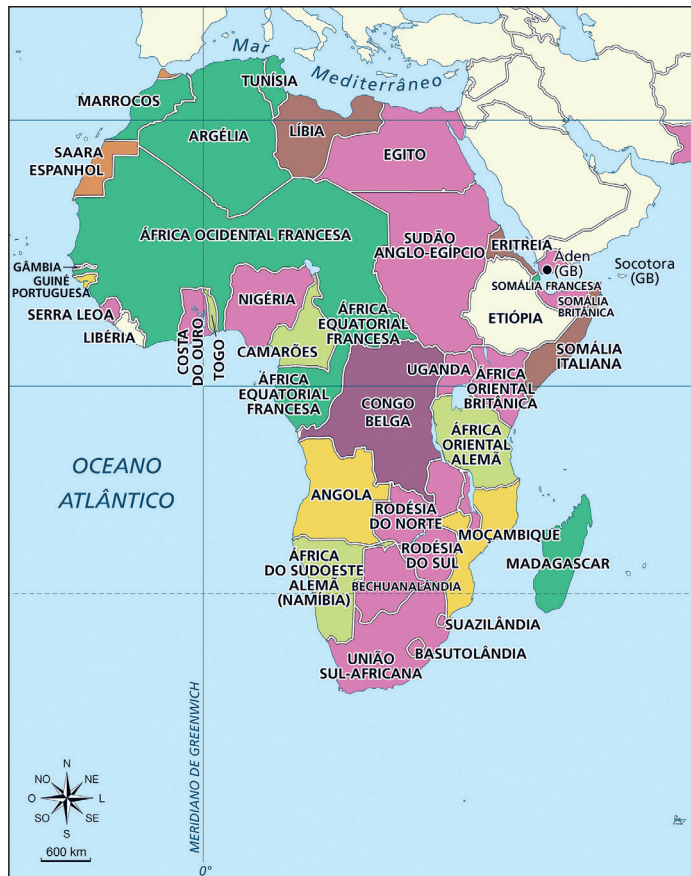 Mar
Mediterrâneo
TUNÍSIA
MARROCOS
ARGÉLIA
LÍBIA
EGITO
SAARA
ESPANHOL
ÁFRICA OCIDENTAL FRANCESA
SUDÃO
ANGLO-EGÍPCIO
ERITREIA
Áden
(GB)
Socotora
(GB)
GÂMBIA
GUINÉ
PORTUGUESA
SOMÁLIA FRANCESA
SOMÁLIA
BRITÂNICA
SERRA LEOA
LIBÉRIA
COSTA
DO OURO
TOGO
NIGÉRIA
CAMARÕES
ÁFRICA
EQUATORIAL
FRANCESA
ETIÓPIA
SOMÁLIA
ITALIANA
ÁFRICA
EQUATORIAL
FRANCESA
CONGO
BELGA
UGANDA
ÁFRICA
ORIENTAL
BRITÂNICA
ÁFRICA
ORIENTAL
ALEMÃ
OCEANO
ATLÂNTICO
ANGOLA
RODÉSIA
DO NORTE
MOÇAMBIQUE
RODÉSIA
DO SUL
MADAGASCAR
ÁFRICA
DO SUDOESTE
ALEMÃ
(NAMÍBIA)
BECHUANALÂNDIA
SUAZILÂNDIA
BASUTOLÂNDIA
UNIÃO
SUL-AFRICANA
MERIDIANO DE GREENWICH
0°
N
NO
NE
O
L
SO
SE
S
600 km